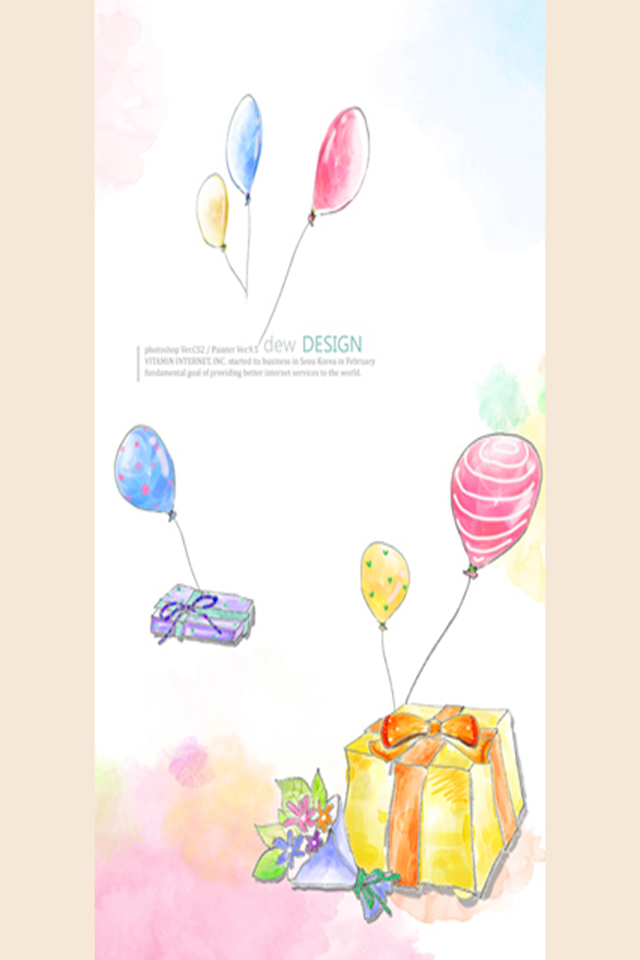 dew DESIGN
photoshop Ver.CS2 / Painter Ver.9.5
VITAMIN INTERNET, INC. started its business in Seou Korea in February
fundamental goal of providing better internet services to the world.